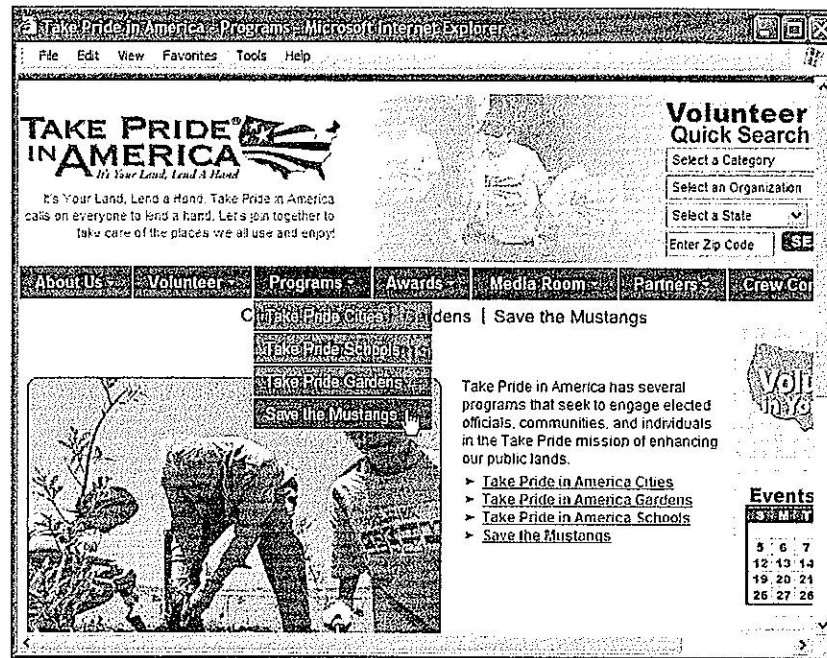 Take Pride in America - Programs - Microsoft Internet Explorer
File Edit View Favorites Tools Help
TAKE PRIDE®
IN AMERICA
It's Your Land, Lend A Hand
It's Your Land, Lend a Hand. Take Pride in America
calls on everyone to lend a hand. Let's join together to
take care of the places we all use and enjoy!
Volunteer
Quick Search
Select a Category
Select an Organization
Select a State
Enter Zip Code SE
About Us Volunteer Programs Awards Media Room Partners Crew Cor
Take Pride Cities
dens | Save the Mustangs
Take Pride Schools
Take Pride Gardens
Save the Mustangs
Take Pride in America has several
programs that seek to engage elected
officials, communities, and individuals
in the Take Pride mission of enhancing
our public lands.
➤ Take Pride in America Cities
➤ Take Pride in America Gardens
➤ Take Pride in America Schools
➤ Save the Mustangs
Volu
In Yo
Events
S M T
5 6 7
12 13 14
19 20 21
26 27 28